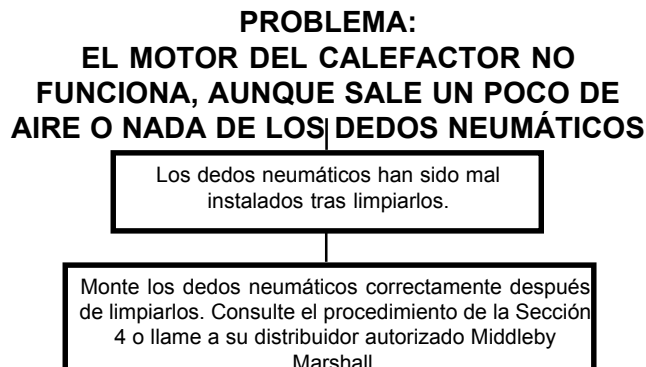 PROBLEMA:
EL MOTOR DEL CALEFACTOR NO
FUNCIONA, AUNQUE SALE UN POCO DE
AIRE O NADA DE LOS DEDOS NEUMÁTICOS
Los dedos neumáticos han sido mal
instalados tras limpiarlos.
Monte los dedos neumáticos correctamente después
de limpiarlos. Consulte el procedimiento de la Sección
4 o llame a su distribuidor autorizado Middleby
Marshall